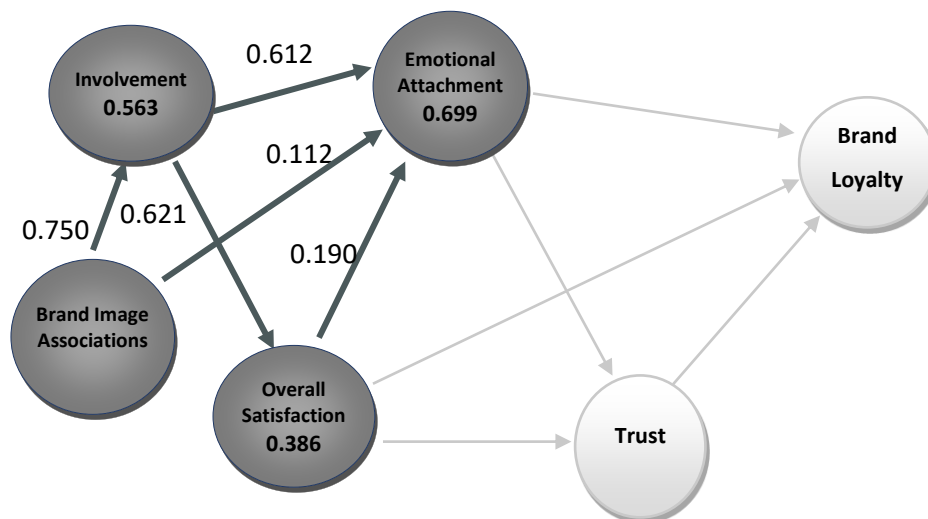 Involvement
0.563
0.612
Emotional
Attachment
0.699
0.112
Brand
Loyalty
0.750
0.621
0.190
Brand Image
Associations
Overall
Satisfaction
0.386
Trust